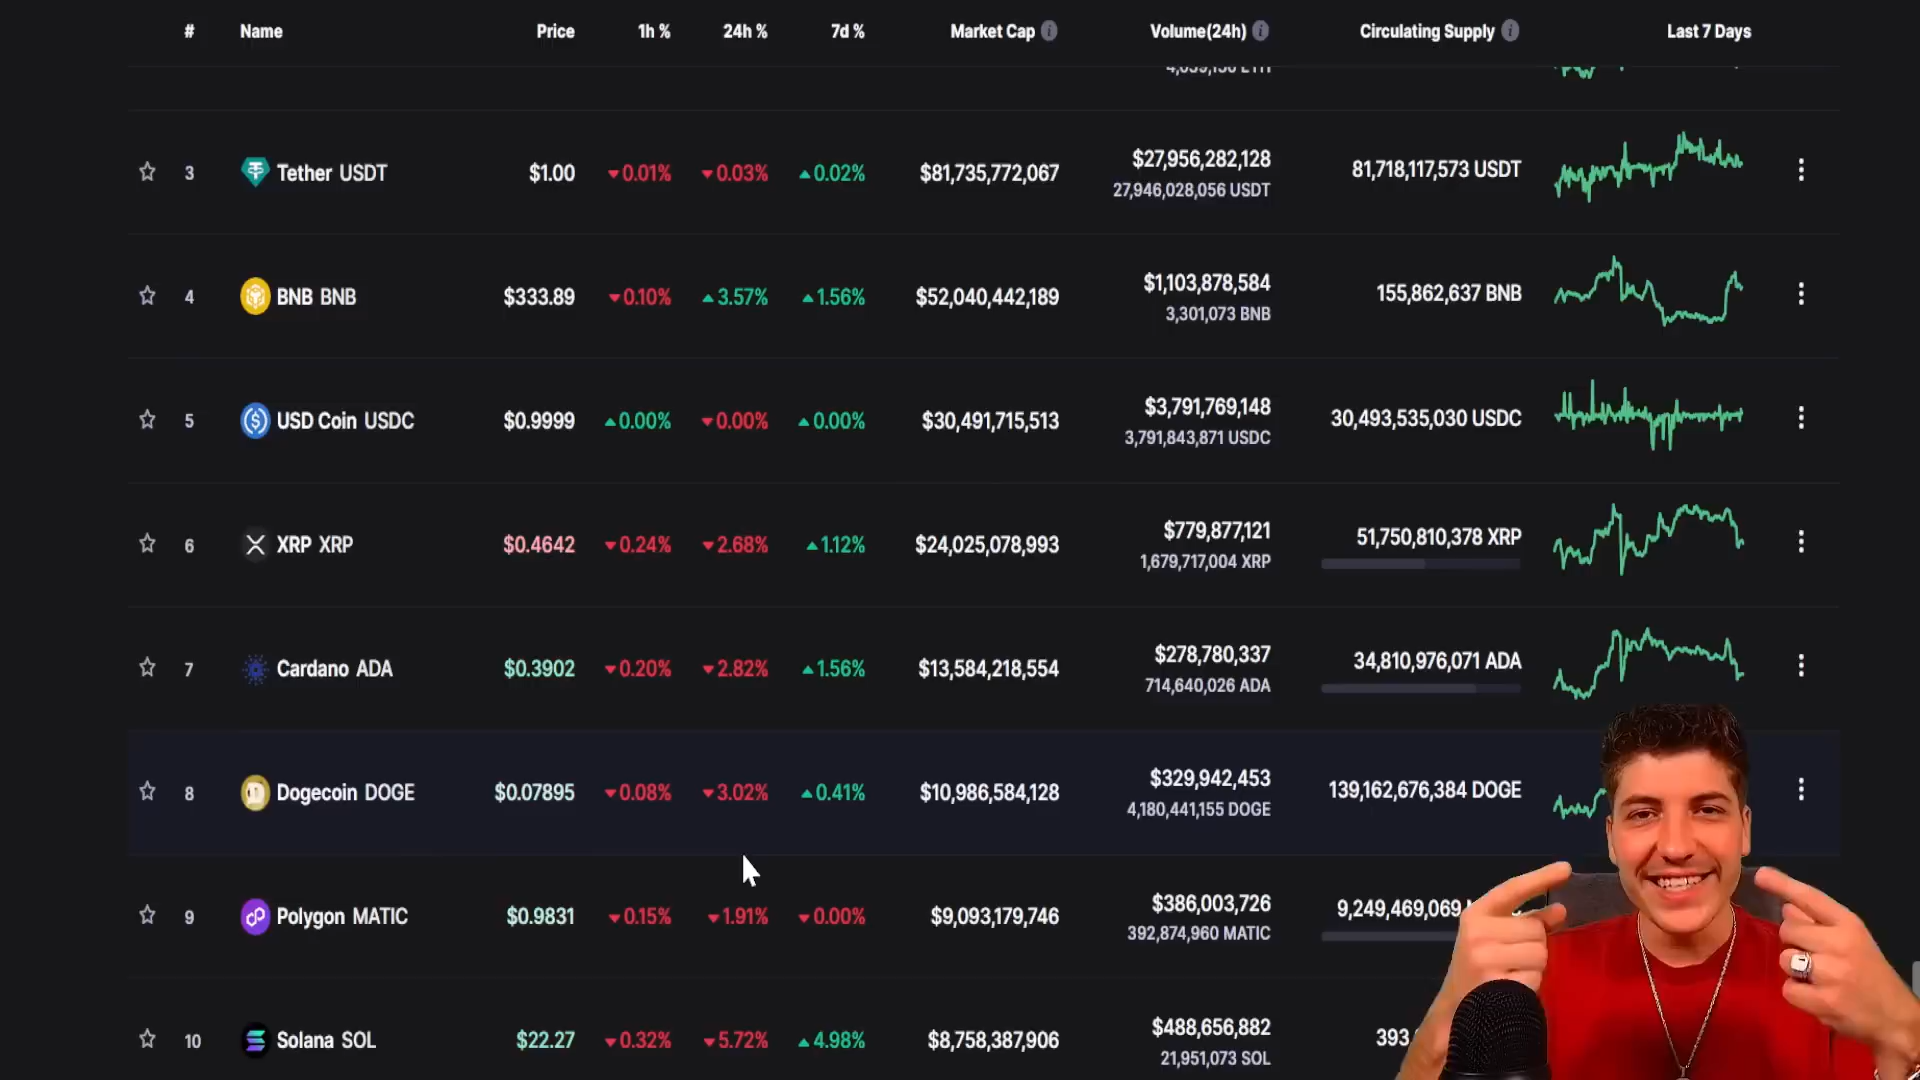 # Name Price 1h % 24h % 7d % Market Cap Volume(24h) Circulating Supply Last 7 Days
3 Tether USDT $1.00 0.01% 0.03% 0.02% $81,735,772,067 $27,956,282,128 81,718,117,573 USDT
27,946,028,056 USDT
4 BNB BNB $333.89 0.10% 3.57% 1.56% $52,040,442,189 $1,103,878,584 155,862,637 BNB
3,301,073 BNB
5 USD Coin USDC $0.9999 0.00% 0.00% 0.00% $30,491,715,513 $3,791,769,148 30,493,535,030 USDC
3,791,843,871 USDC
6 XRP XRP $0.4642 0.24% 2.68% 1.12% $24,025,078,993 $779,877,121 51,750,810,378 XRP
1,679,717,004 XRP
7 Cardano ADA $0.3902 0.20% 2.82% 1.56% $13,584,218,554 $278,780,337 34,810,976,071 ADA
714,640,026 ADA
8 Dogecoin DOGE $0.07895 0.08% 3.02% 0.41% $10,986,584,128 $329,942,453 139,162,676,384 DOGE
4,180,441,155 DOGE
9 Polygon MATIC $0.9831 0.15% 1.91% 0.00% $9,093,179,746 $386,003,726 9,249,469,069
392,874,960 MATIC
10 Solana SOL $22.27 0.32% 5.72% 4.98% $8,758,387,906 $488,656,882 393
21,951,073 SOL